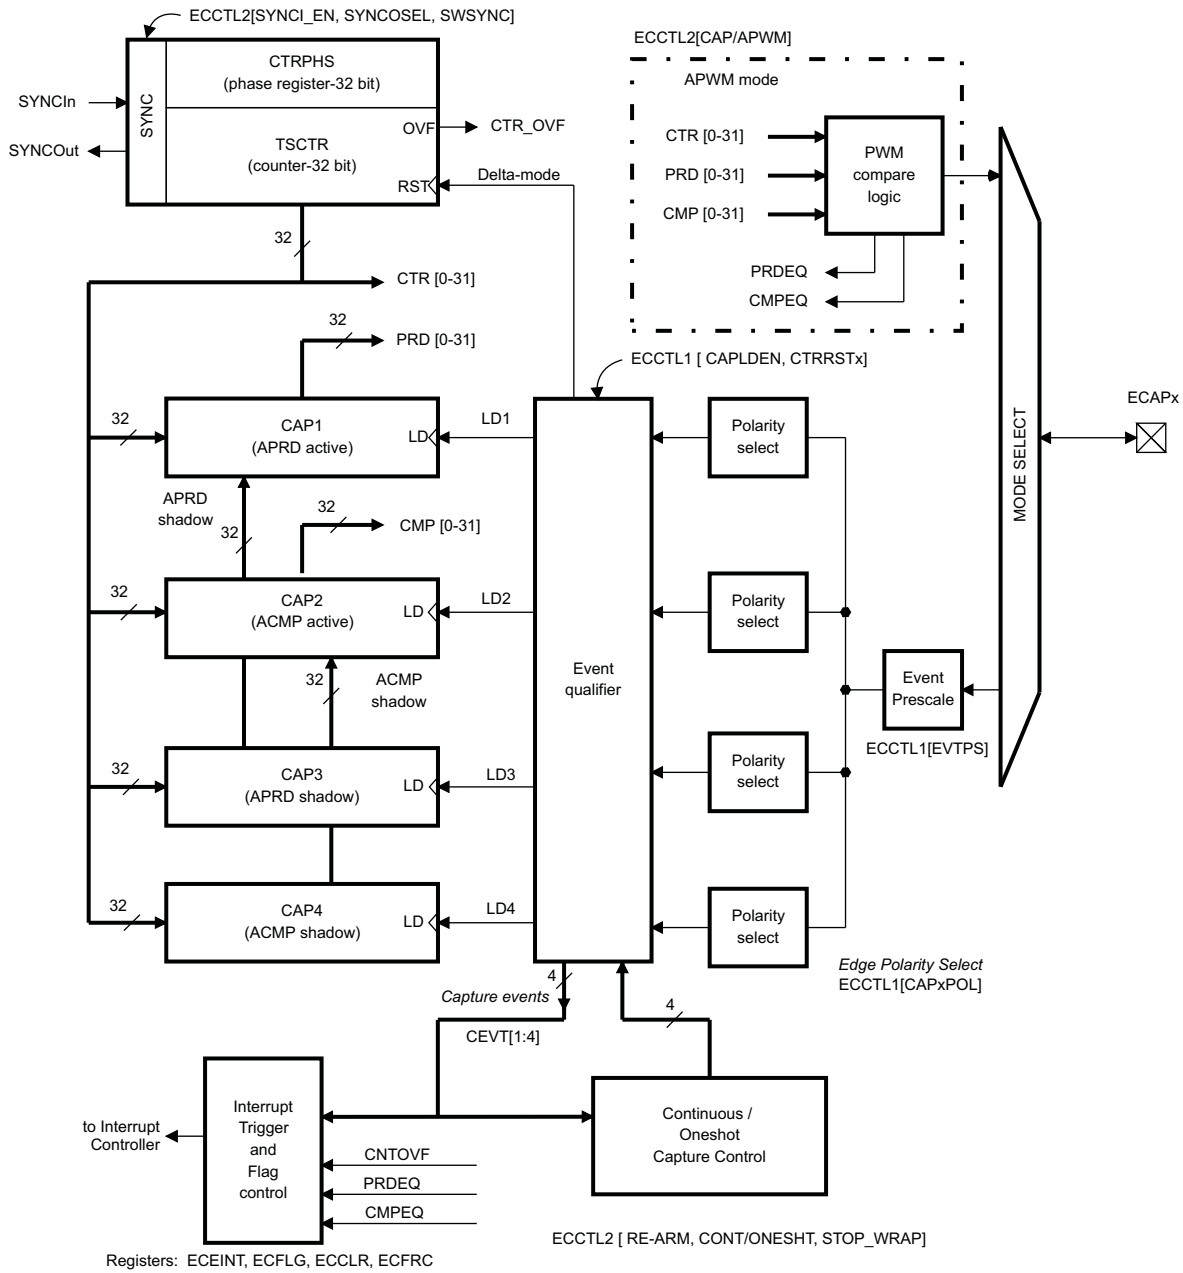 ECCTL2[SYNCI_EN, SYNCOSEL, SWSYNC]
ECCTL2[CAP/APWM]
CTRPHS
(phase register-32 bit)
APWM mode
SYNCIn
SYNC
OVF
CTR_OVF
CTR [0-31]
SYNCOut
TSCTR
(counter-32 bit)
PWM
compare
logic
RST
Delta-mode
PRD [0-31]
CMP [0-31]
32
CTR [0-31]
PRDEQ
CMPEQ
32
PRD [0-31]
ECCTL1 [ CAPLDEN, CTRRSTx]
ECAPx
32
CAP1
(APRD active)
LD
LD1
Polarity
select
MODE SELECT
APRD
shadow
32
32
CMP [0-31]
32
CAP2
(ACMP active)
LD
LD2
Polarity
select
32
ACMP
shadow
Event
qualifier
Event
Prescale
ECCTL1[EVTPS]
32
CAP3
(APRD shadow)
LD
LD3
Polarity
select
32
CAP4
(ACMP shadow)
LD
LD4
Polarity
select
Edge Polarity Select
ECCTL1[CAPxPOL]
4
Capture events
CEVT[1:4]
4
to Interrupt
Controller
Interrupt
Trigger
and
Flag
control
Continuous /
Oneshot
Capture Control
CNTOVF
PRDEQ
CMPEQ
ECCTL2 [ RE-ARM, CONT/ONESHT, STOP_WRAP]
Registers: ECEINT, ECFLG, ECCLR, ECFRC